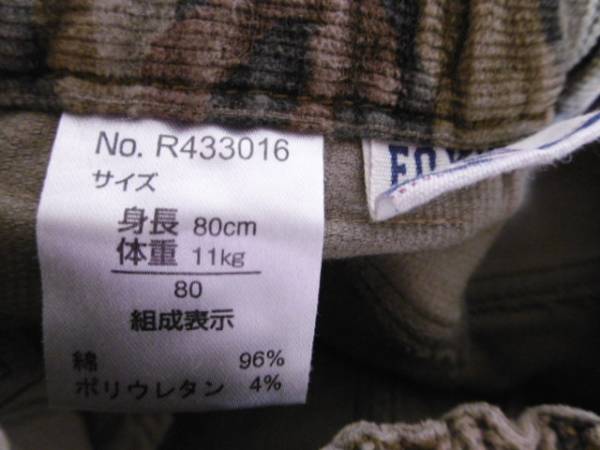 No. R433016
サイズ
身長 80cm
体重 11kg
80
組成表示
綿 96%
ポリウレタン 4%